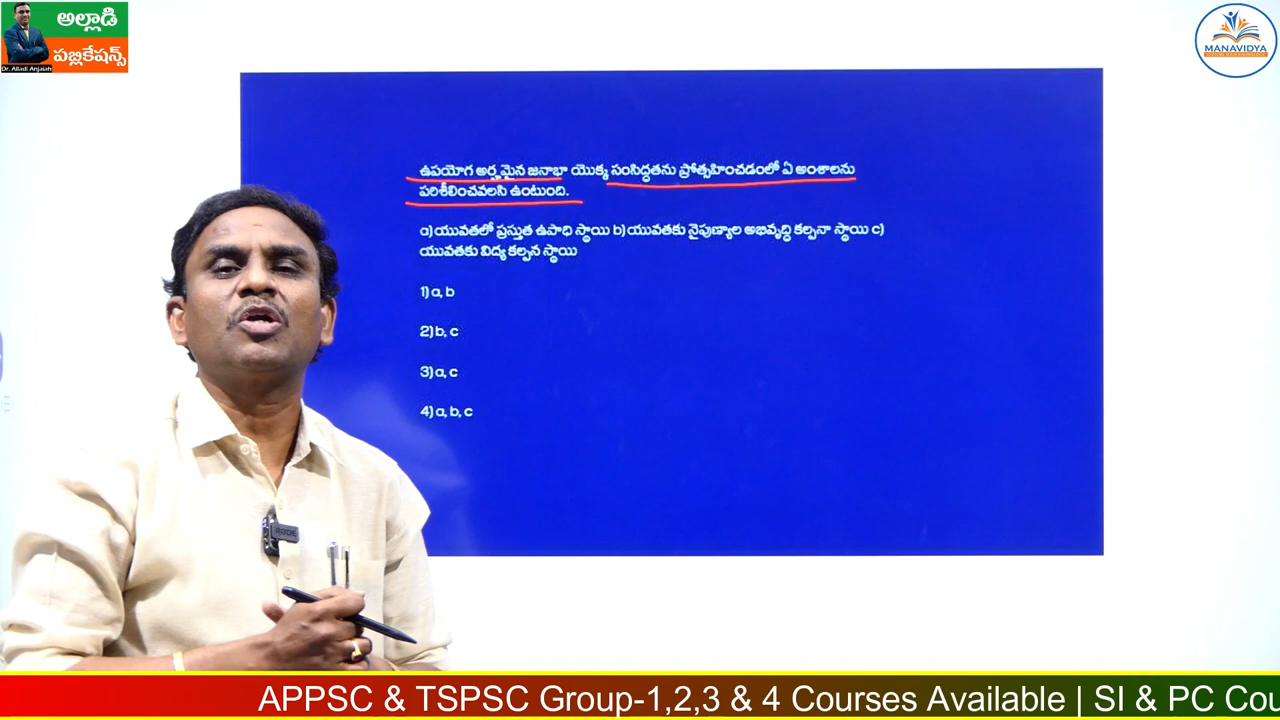 అల్లాడి
పబ్లికేషన్స్
Dr. Alladi Anjaiah
MANAVIDYA
ఉపయోగ అర్హమైన జనాభా యొక్క సంసిద్ధతను ప్రోత్సహించడంలో ఏ అంశాలను
పరిశీలించవలసి ఉంటుంది.
a) యువతలో ప్రస్తుత ఉపాధి స్థాయి b) యువతకు నైపుణ్యాల అభివృద్ధి కల్పనా స్థాయి c)
యువతకు విద్య కల్పన స్థాయి
1) a, b
2) b, c
3) a, c
4) a, b, c
RODE
APPSC & TSPSC Group-1,2,3 & 4 Courses Available | SI & PC Cou